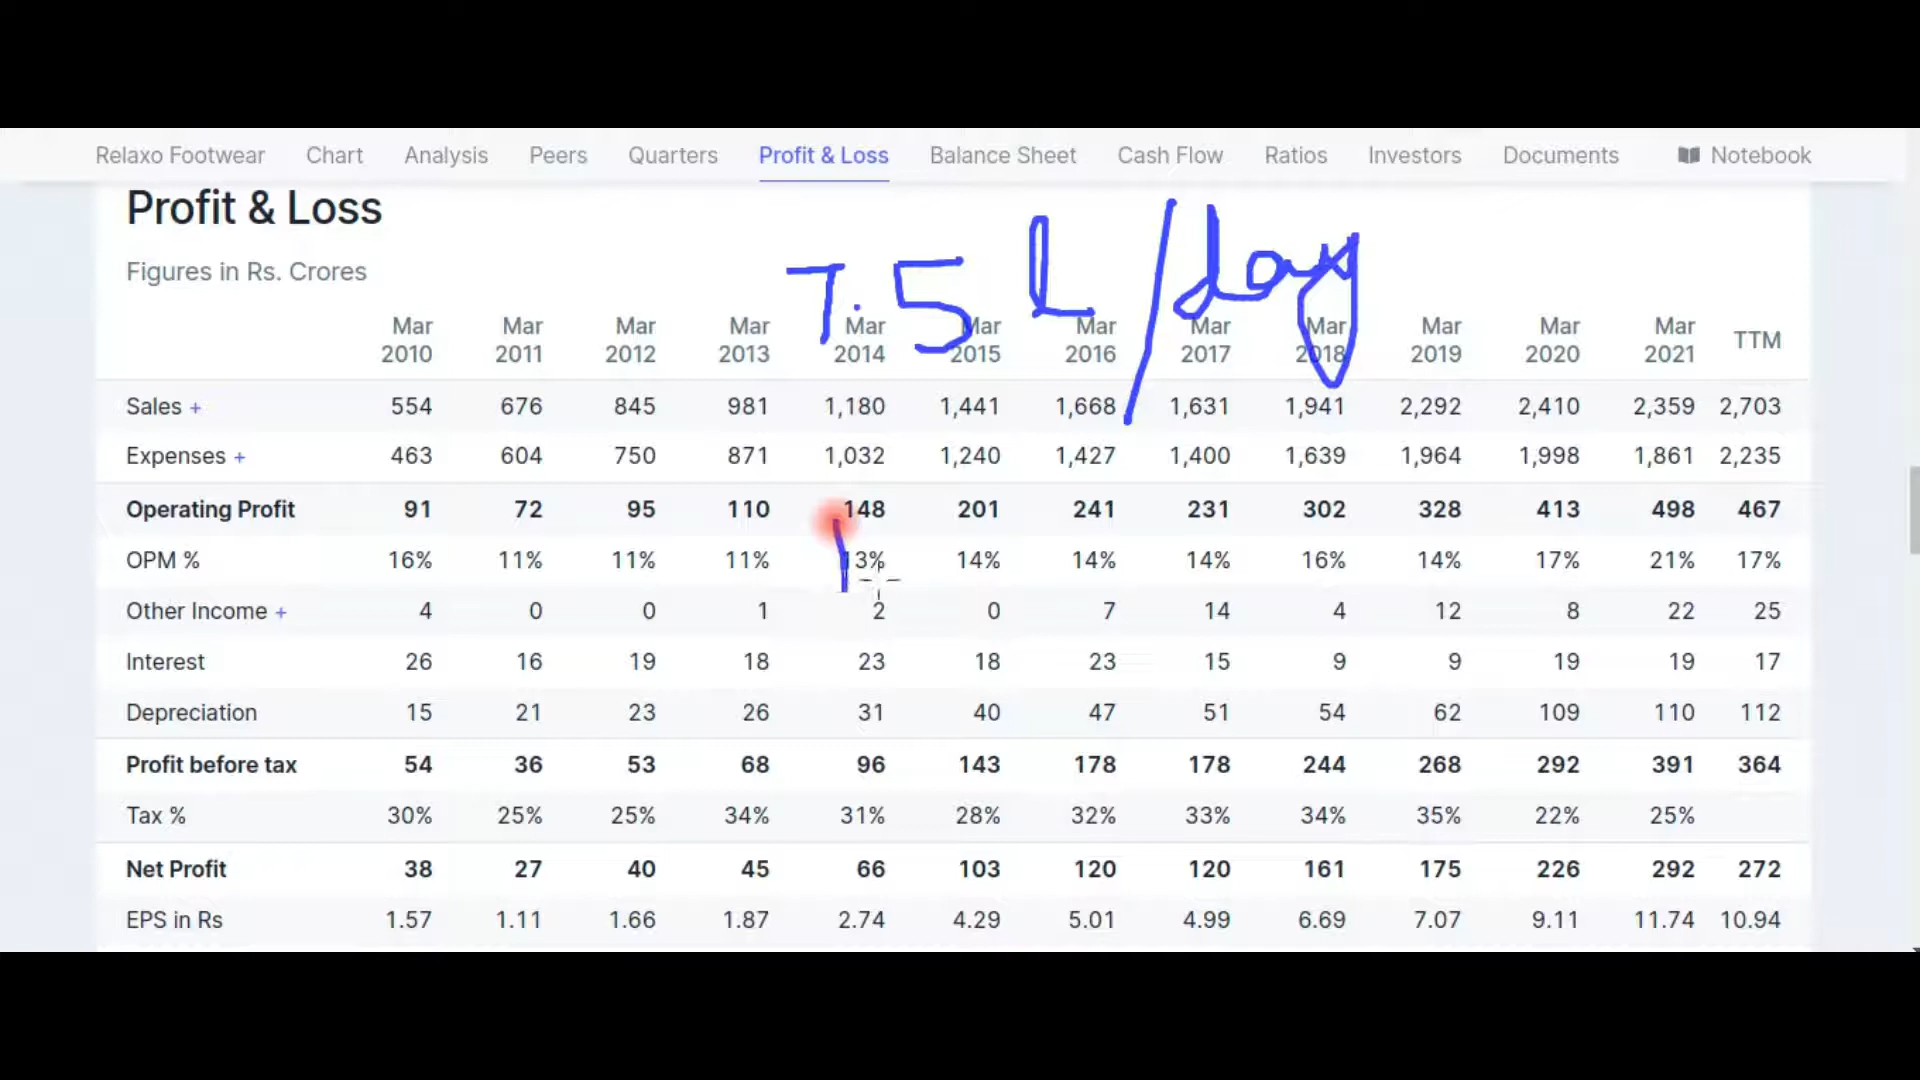 Relaxo Footwear Chart Analysis Peers Quarters Profit & Loss Balance Sheet Cash Flow Ratios Investors Documents Notebook
Profit & Loss
7.5 L/day
Figures in Rs. Crores
Mar 2010 Mar 2011 Mar 2012 Mar 2013 Mar 2014 Mar 2015 Mar 2016 Mar 2017 Mar 2018 Mar 2019 Mar 2020 Mar 2021 TTM
Sales + 554 676 845 981 1,180 1,441 1,668 1,631 1,941 2,292 2,410 2,359 2,703
Expenses + 463 604 750 871 1,032 1,240 1,427 1,400 1,639 1,964 1,998 1,861 2,235
Operating Profit 91 72 95 110 148 201 241 231 302 328 413 498 467
OPM % 16% 11% 11% 11% 13% 14% 14% 14% 16% 14% 17% 21% 17%
Other Income + 4 0 0 1 2 0 7 14 4 12 8 22 25
Interest 26 16 19 18 23 18 23 15 9 9 19 19 17
Depreciation 15 21 23 26 31 40 47 51 54 62 109 110 112
Profit before tax 54 36 53 68 96 143 178 178 244 268 292 391 364
Tax % 30% 25% 25% 34% 31% 28% 32% 33% 34% 35% 22% 25%
Net Profit 38 27 40 45 66 103 120 120 161 175 226 292 272
EPS in Rs 1.57 1.11 1.66 1.87 2.74 4.29 5.01 4.99 6.69 7.07 9.11 11.74 10.94